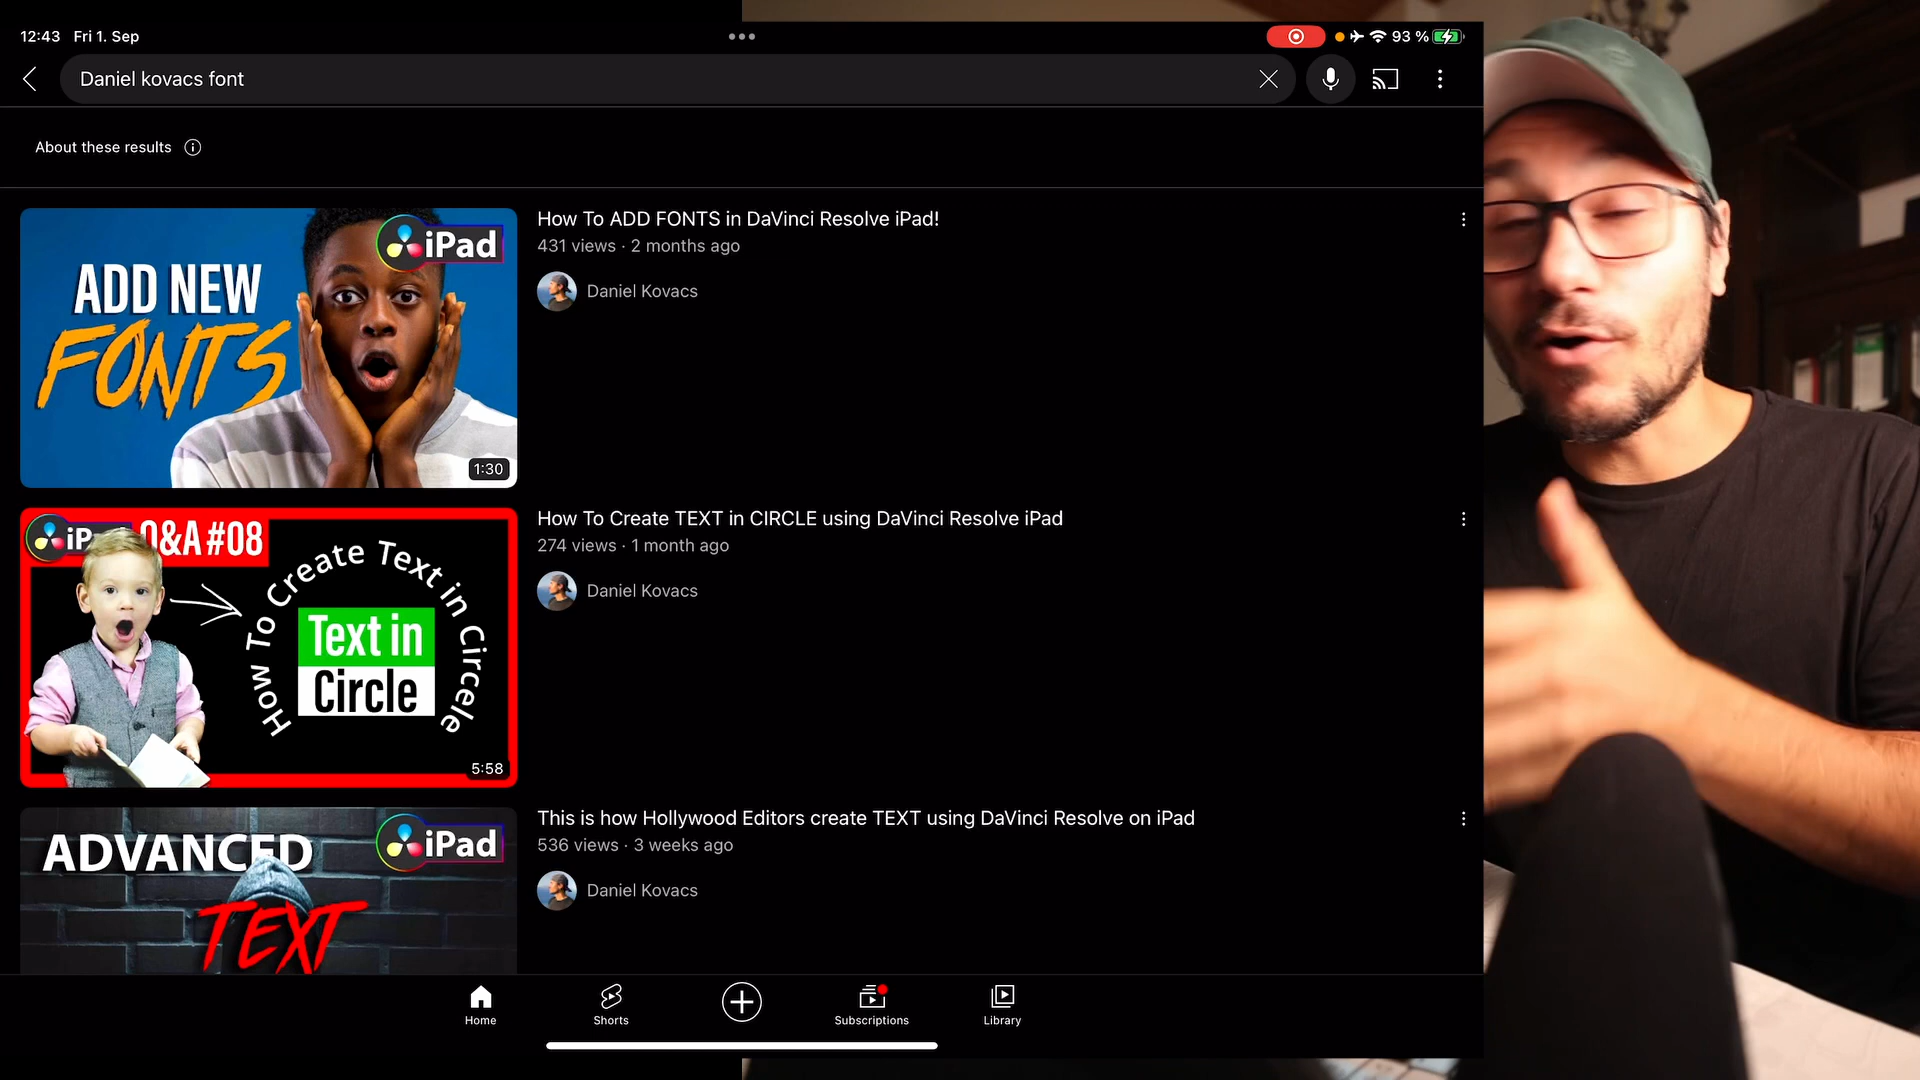 12:43 Fri 1. Sep
93 %
Daniel kovacs font
About these results
iPad
ADD NEW
FONTS
1:30
How To ADD FONTS in DaVinci Resolve iPad!
431 views · 2 months ago
Daniel Kovacs
Q&A #08
How To Create Text in Circele
Text in
Circle
5:58
How To Create TEXT in CIRCLE using DaVinci Resolve iPad
274 views · 1 month ago
Daniel Kovacs
ADVANCED
iPad
TEXT
This is how Hollywood Editors create TEXT using DaVinci Resolve on iPad
536 views · 3 weeks ago
Daniel Kovacs
Home
Shorts
Subscriptions
Library